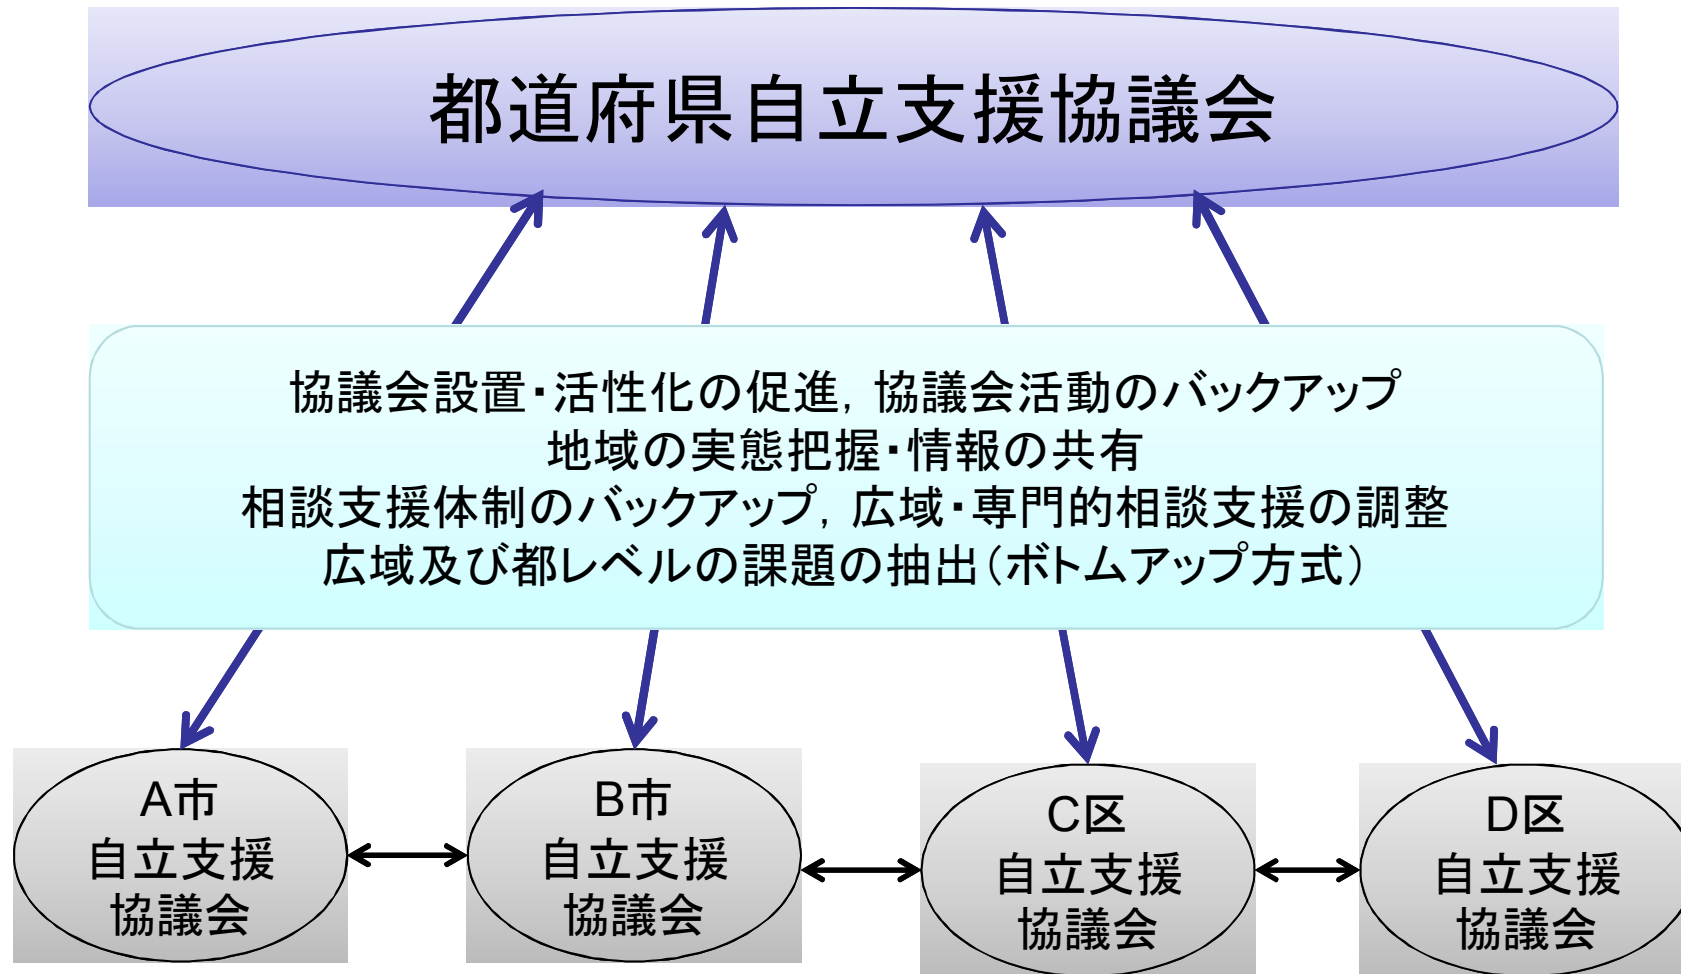 都道府県自立支援協議会
協議会設置・活性化の促進, 協議会活動のバックアップ
地域の実態把握・情報の共有
相談支援体制のバックアップ, 広域・専門的相談支援の調整
広域及び都レベルの課題の抽出(ボトムアップ方式)
A市
自立支援
協議会
B市
自立支援
協議会
C区
自立支援
協議会
D区
自立支援
協議会